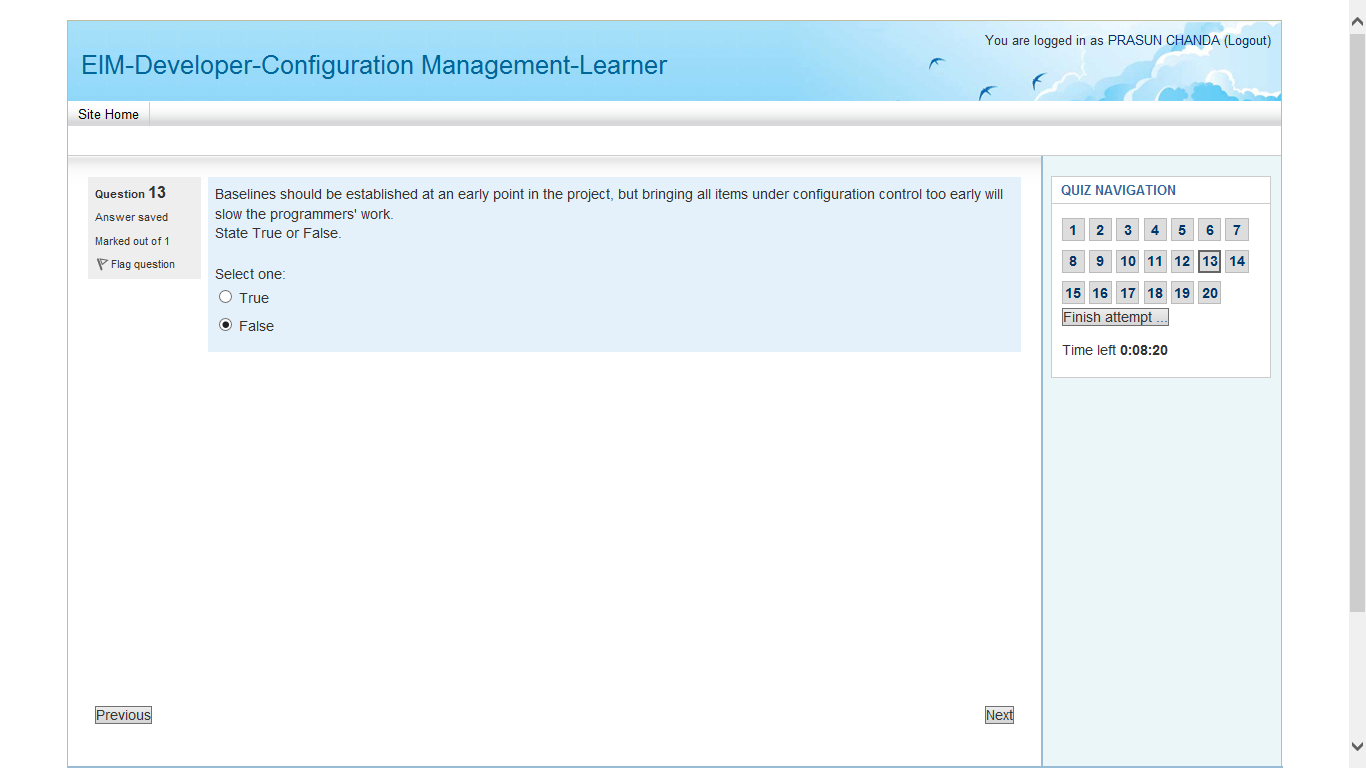 You are logged in as PRASUN CHANDA (Logout)
EIM-Developer-Configuration Management-Learner
Site Home
Question 13
Answer saved
Marked out of 1
Flag question
Baselines should be established at an early point in the project, but bringing all items under configuration control too early will
slow the programmers' work.
State True or False.
Select one:
True
False
QUIZ NAVIGATION
1 2 3 4 5 6 7
8 9 10 11 12 13 14
15 16 17 18 19 20
Finish attempt ...
Time left 0:08:20
Previous
Next